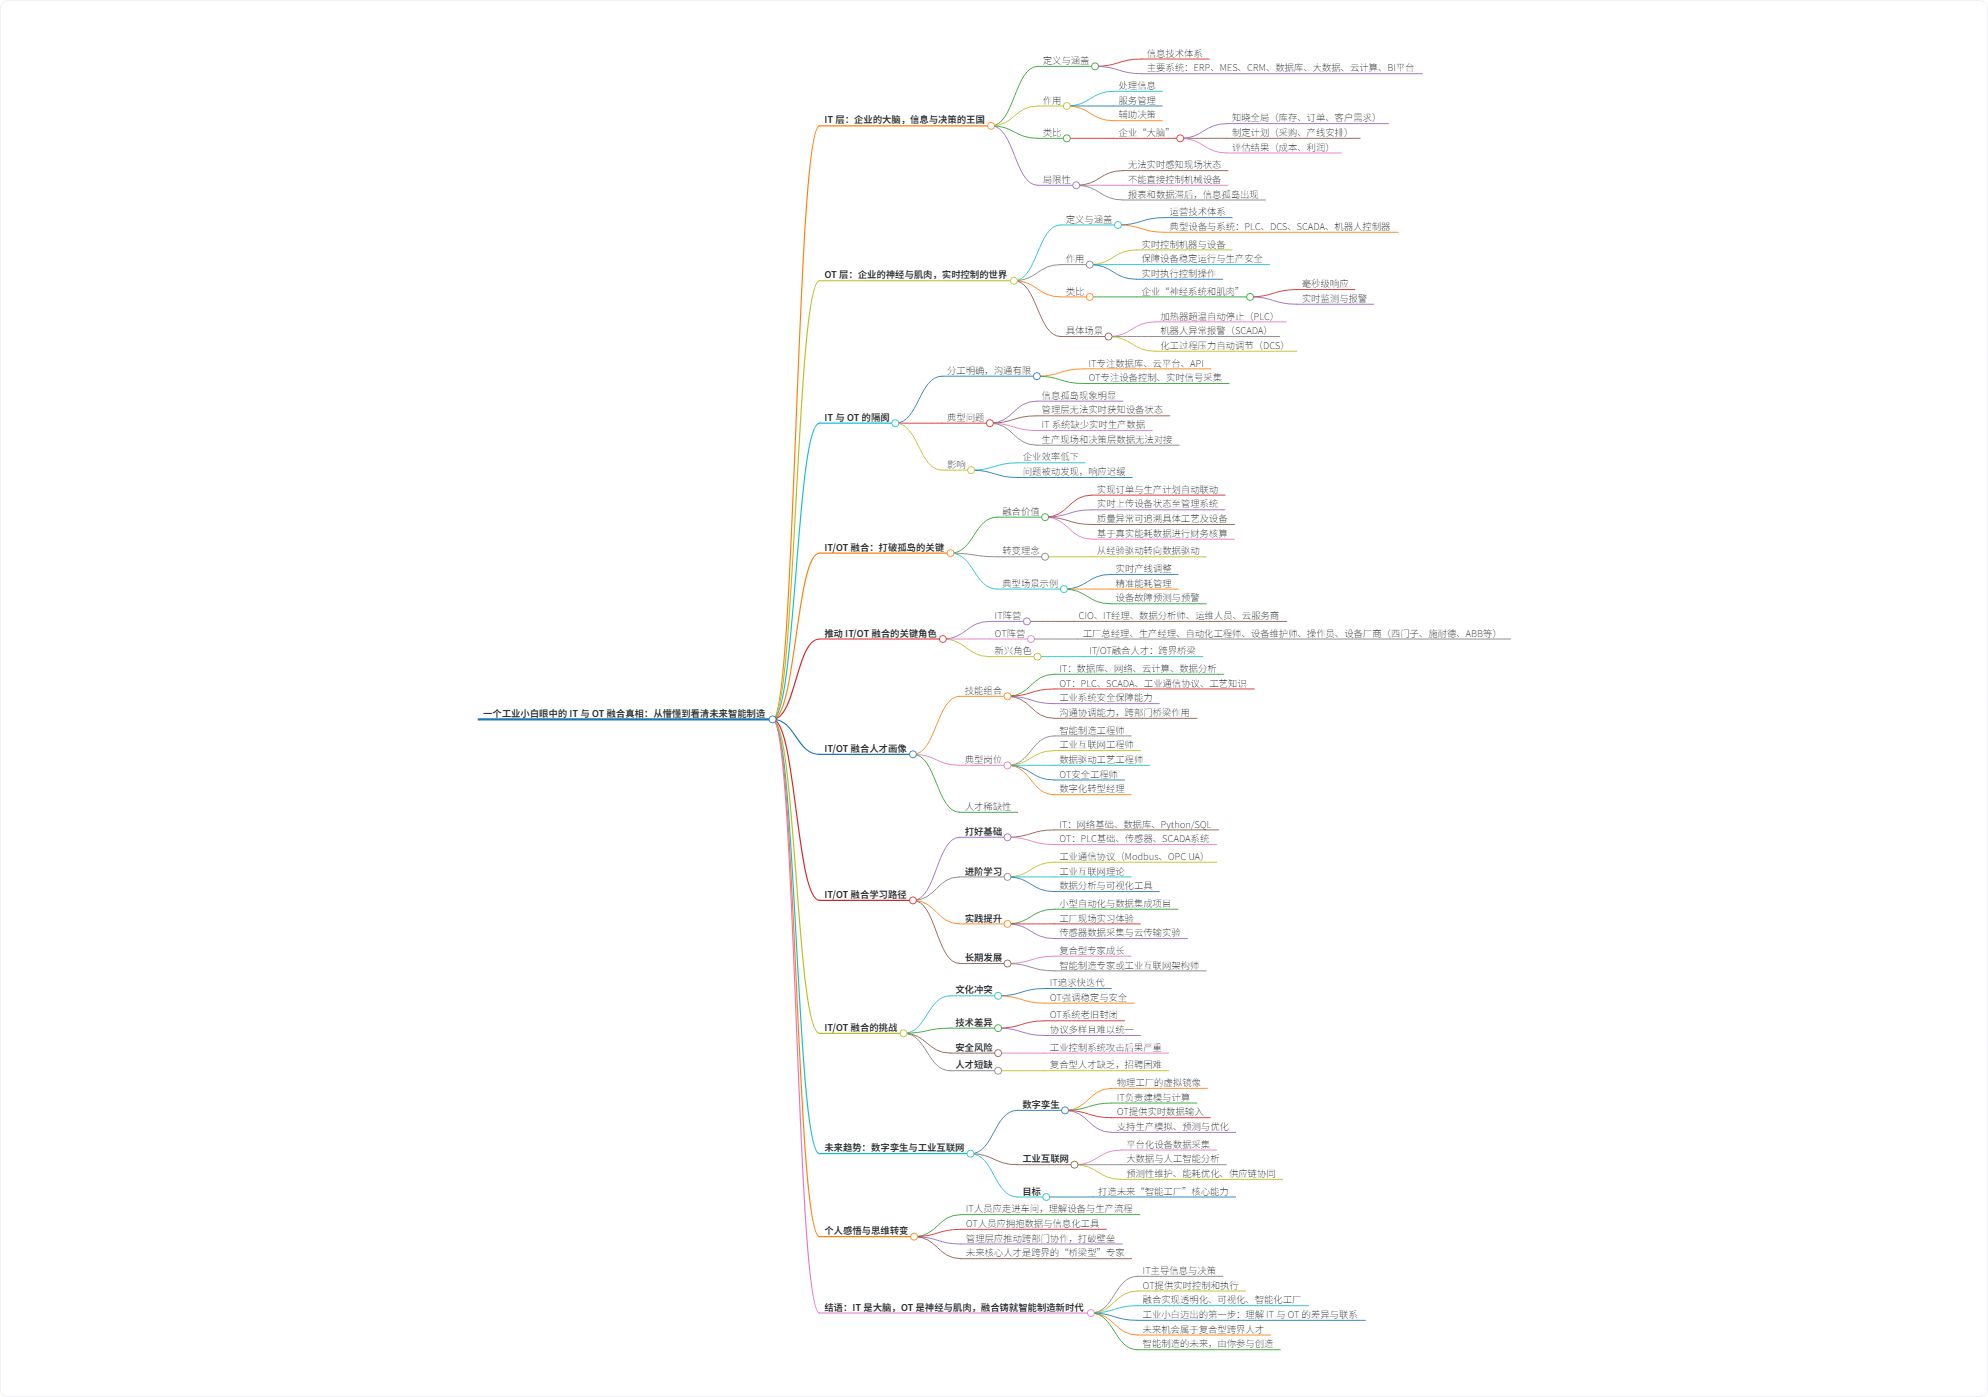 一个工业小白眼中的 IT 与 OT 融合真相：从懵懂到看清未来智能制造
IT 层：企业的大脑，信息与决策的王国
定义与涵盖
信息技术体系
主要系统：ERP、MES、CRM、数据库、大数据、云计算、BI平台
作用
处理信息
服务管理
辅助决策
类比
企业“大脑”
知晓全局（库存、订单、客户需求）
制定计划（采购、产线安排）
评估结果（成本、利润）
局限性
无法实时感知现场状态
不能直接控制机械设备
报表和数据滞后，信息孤岛出现
OT 层：企业的神经与肌肉，实时控制的世界
定义与涵盖
运营技术体系
典型设备与系统：PLC、DCS、SCADA、机器人控制器
作用
实时控制机器与设备
保障设备稳定运行与生产安全
实时执行控制操作
类比
企业“神经系统和肌肉”
毫秒级响应
实时监测与报警
具体场景
加热器超温自动停止（PLC）
机器人异常报警（SCADA）
化工过程压力自动调节（DCS）
IT 与 OT 的隔阂
分工明确，沟通有限
IT专注数据库、云平台、API
OT专注设备控制、实时信号采集
典型问题
信息孤岛现象明显
管理层无法实时获知设备状态
IT 系统缺少实时生产数据
生产现场和决策层数据无法对接
影响
企业效率低下
问题被动发现，响应迟缓
IT/OT 融合：打破孤岛的关键
融合价值
实现订单与生产计划自动联动
实时上传设备状态至管理系统
质量异常可追溯具体工艺及设备
基于真实能耗数据进行财务核算
转变理念
从经验驱动转向数据驱动
典型场景示例
实时产线调整
精准能耗管理
设备故障预测与预警
推动 IT/OT 融合的关键角色
IT阵营
CIO、IT经理、数据分析师、运维人员、云服务商
OT阵营
工厂总经理、生产经理、自动化工程师、设备维护师、操作员、设备厂商（西门子、施耐德、ABB等）
新兴角色
IT/OT融合人才：跨界桥梁
IT/OT 融合人才画像
技能组合
IT：数据库、网络、云计算、数据分析
OT：PLC、SCADA、工业通信协议、工艺知识
工业系统安全保障能力
沟通协调能力，跨部门桥梁作用
典型岗位
智能制造工程师
工业互联网工程师
数据驱动工艺工程师
OT安全工程师
数字化转型经理
人才稀缺性
IT/OT 融合学习路径
打好基础
IT：网络基础、数据库、Python/SQL
OT：PLC基础、传感器、SCADA系统
进阶学习
工业通信协议（Modbus、OPC UA）
工业互联网理论
数据分析与可视化工具
实践提升
小型自动化与数据集成项目
工厂现场实习体验
传感器数据采集与云传输实验
长期发展
复合型专家成长
智能制造专家或工业互联网架构师
IT/OT 融合的挑战
文化冲突
IT追求快迭代
OT强调稳定与安全
技术差异
OT系统老旧封闭
协议多样且难以统一
安全风险
工业控制系统攻击后果严重
人才短缺
复合型人才缺乏，招聘困难
未来趋势：数字孪生与工业互联网
数字孪生
物理工厂的虚拟镜像
IT负责建模与计算
OT提供实时数据输入
支持生产模拟、预测与优化
工业互联网
平台化设备数据采集
大数据与人工智能分析
预测性维护、能耗优化、供应链协同
目标
打造未来“智能工厂”核心能力
个人感悟与思维转变
IT人员应走进车间，理解设备与生产流程
OT人员应拥抱数据与信息化工具
管理层应推动跨部门协作，打破壁垒
未来核心人才是跨界的“桥梁型”专家
结语：IT 是大脑，OT 是神经与肌肉，融合铸就智能制造新时代
IT主导信息与决策
OT提供实时控制和执行
融合实现透明化、可视化、智能化工厂
工业小白迈出的第一步：理解 IT 与 OT 的差异与联系
未来机会属于复合型跨界人才
智能制造的未来，由你参与创造